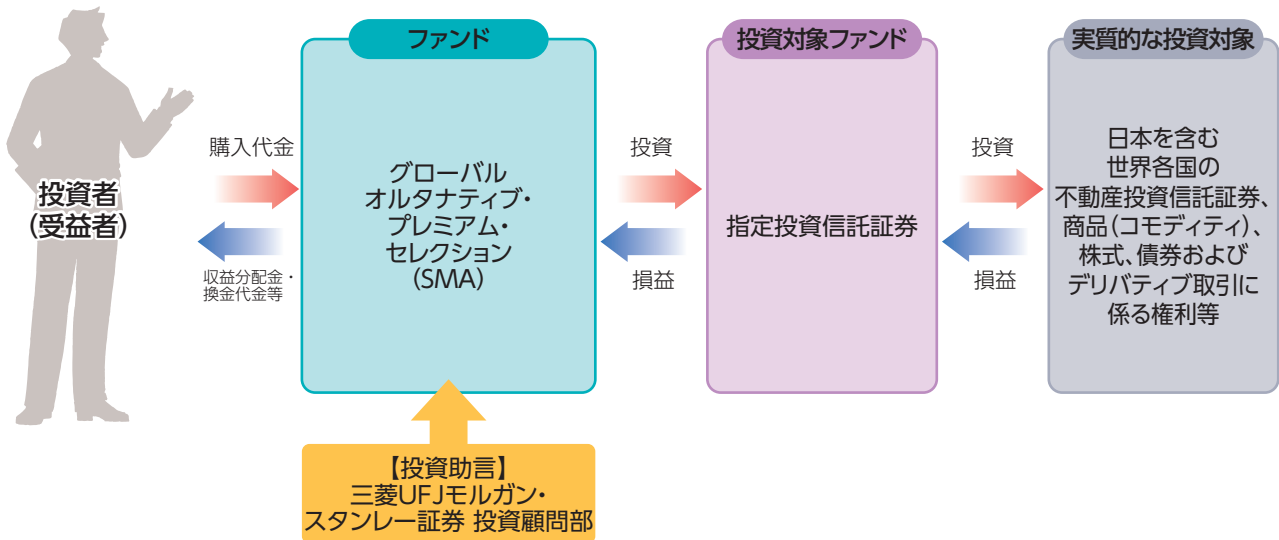 投資者
(受益者)
購入代金
収益分配金・
換金代金等
ファンド
グローバル
オルタナティブ・
プレミアム・
セレクション
(SMA)
【投資助言】
三菱UFJモルガン・
スタンレー証券 投資顧問部
投資
損益
投資対象ファンド
指定投資信託証券
投資
損益
実質的な投資対象
日本を含む
世界各国の
不動産投資信託証券、
商品(コモディティ)、
株式、債券および
デリバティブ取引に
係る権利等